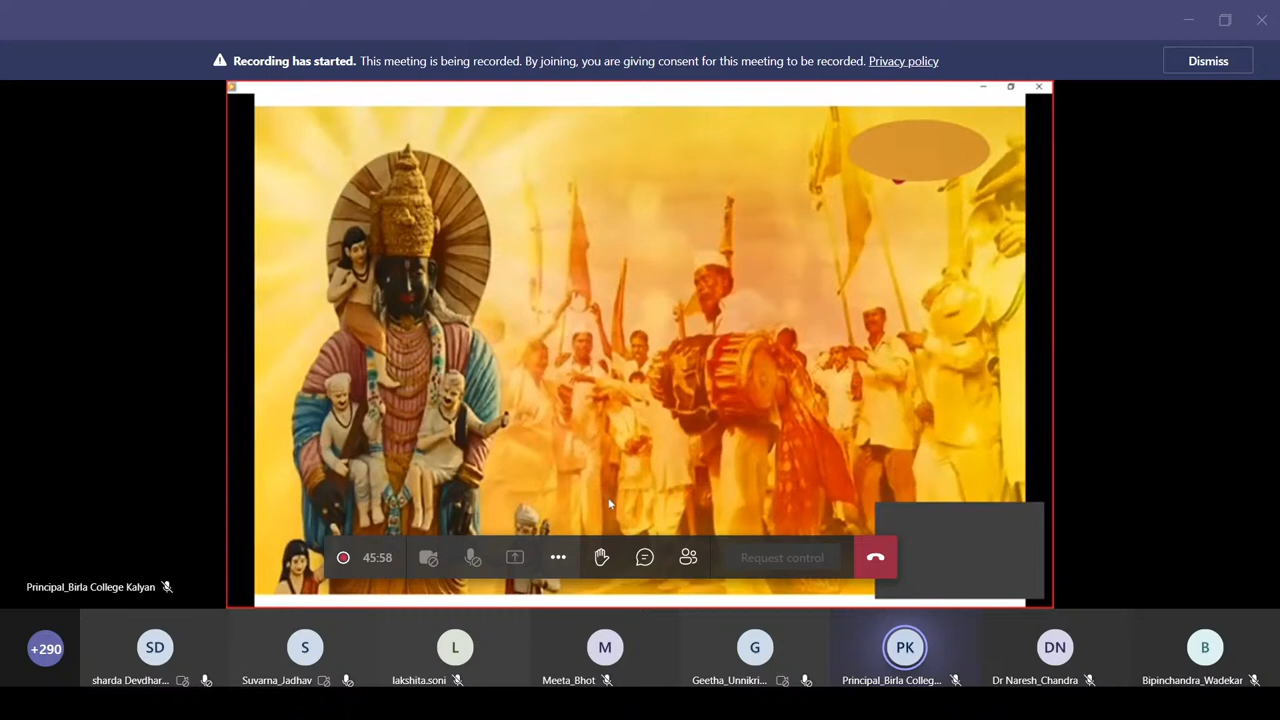 Recording has started. This meeting is being recorded. By joining, you are giving consent for this meeting to be recorded. Privacy policy
Dismiss
45:58
Request control
Principal_Birla College Kalyan
+290
SD
S
L
M
G
PK
DN
B
sharda Devdhar...
Suvarna_Jadhav
lakshita.soni
Meeta_Bhot
Geetha_Unnikri...
Principal_Birla Colleg...
Dr Naresh_Chandra
Bipinchandra_Wadekar